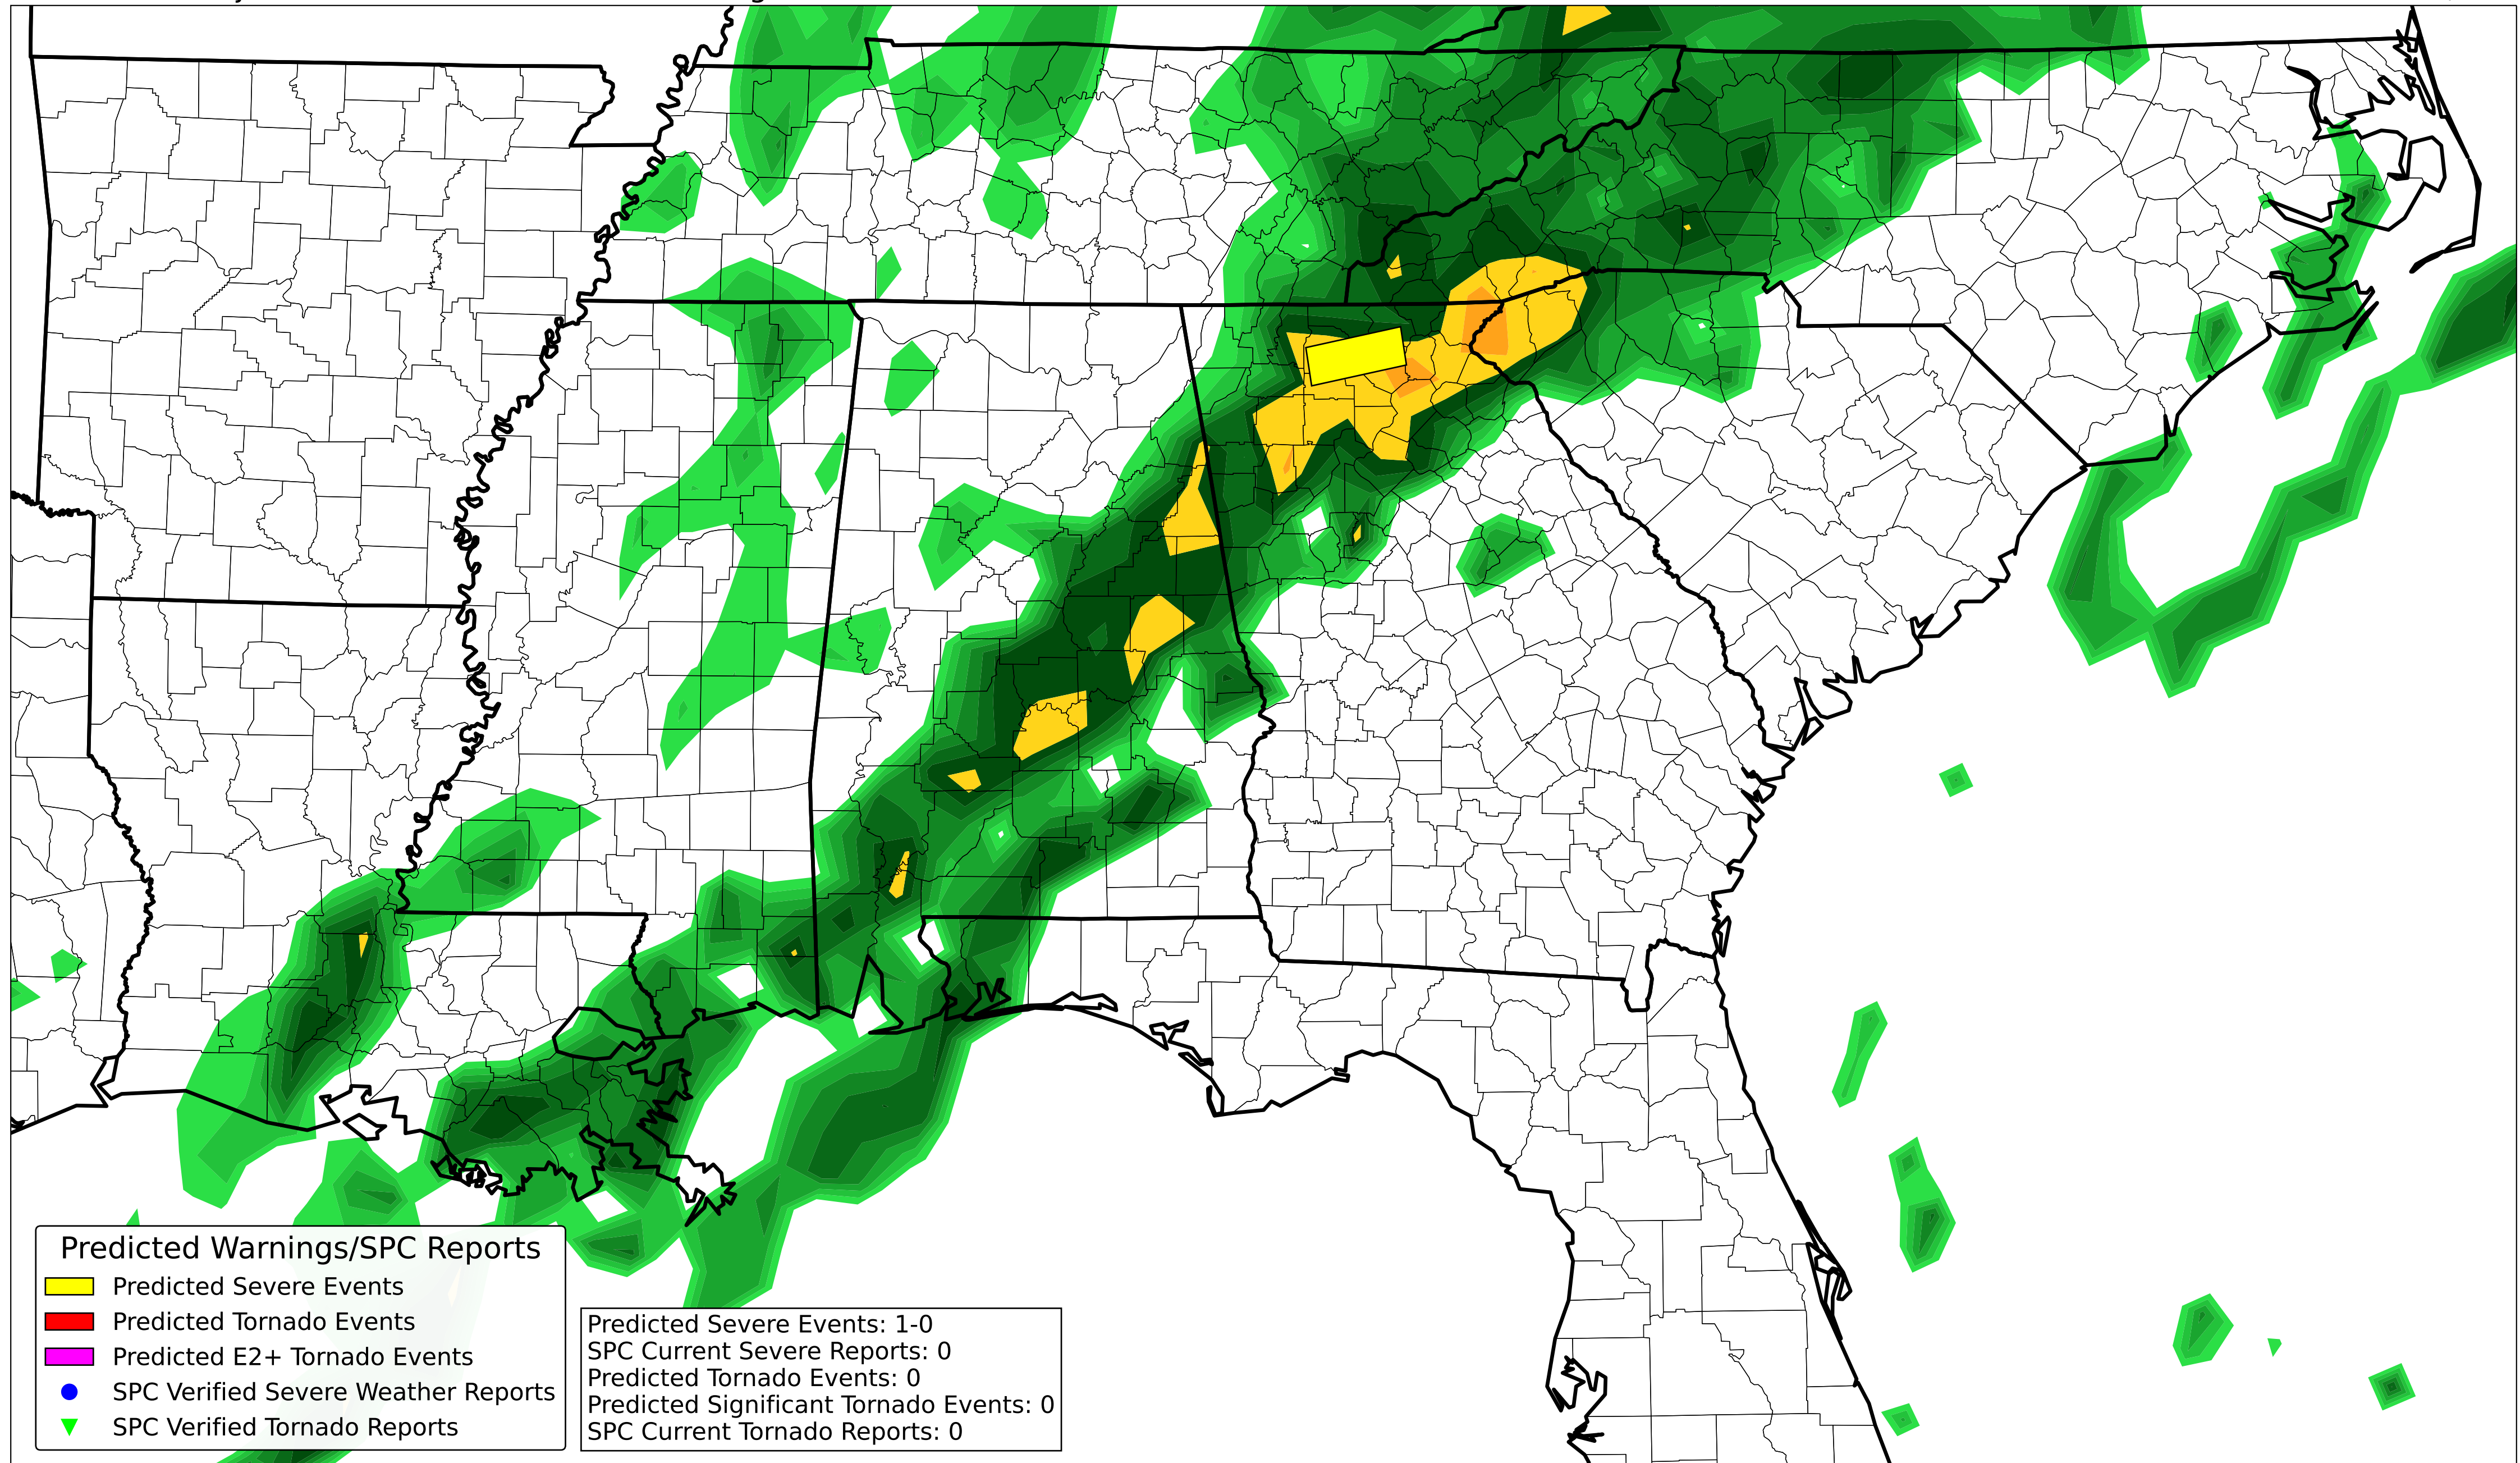 Predicted Warnings/SPC Reports
Predicted Severe Events
Predicted Tornado Events
Predicted E2+ Tornado Events
SPC Verified Severe Weather Reports
SPC Verified Tornado Reports
Predicted Severe Events: 1-0
SPC Current Severe Reports: 0
Predicted Tornado Events: 0
Predicted Significant Tornado Events: 0
SPC Current Tornado Reports: 0